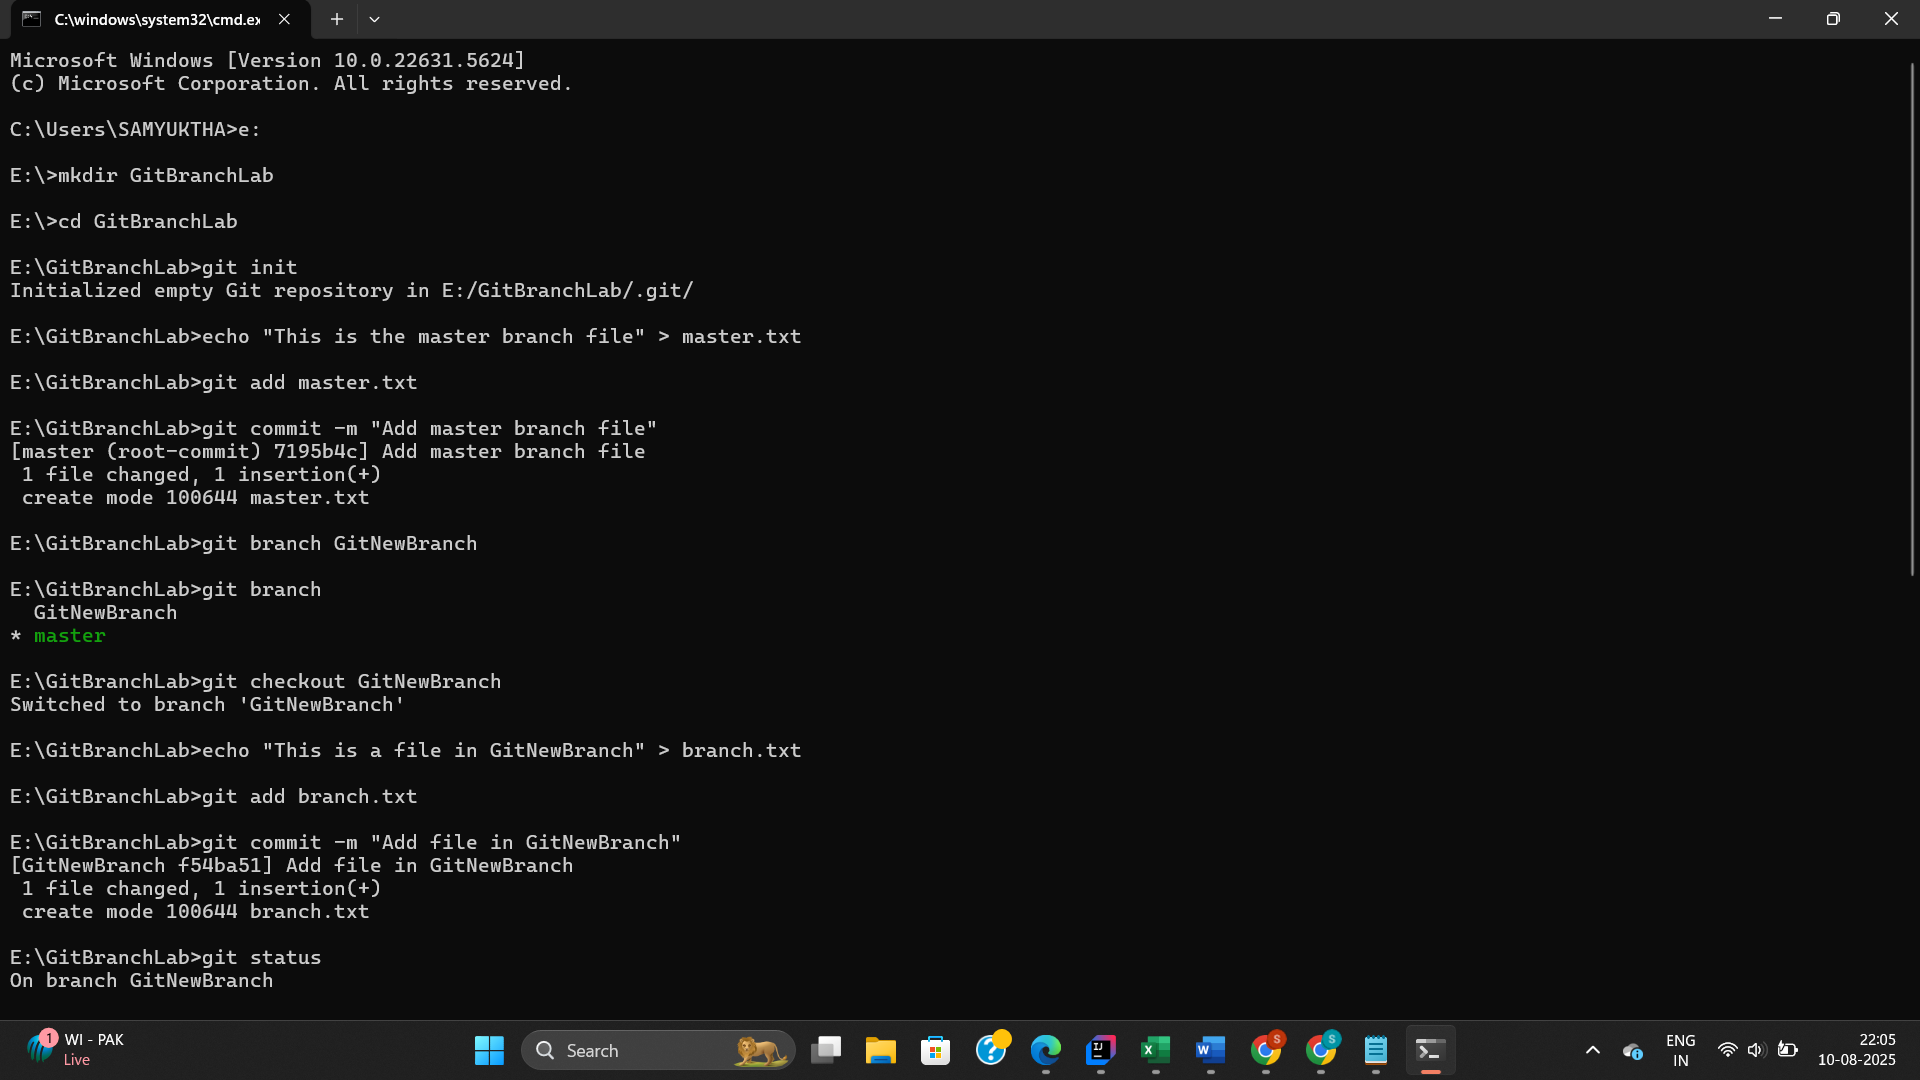 C:\windows\system32\cmd.ex
Microsoft Windows [Version 10.0.22631.5624]
(c) Microsoft Corporation. All rights reserved.
C:\Users\SAMYUKTHA>e:
E:\>mkdir GitBranchLab
E:\>cd GitBranchLab
E:\GitBranchLab>git init
Initialized empty Git repository in E:/GitBranchLab/.git/
E:\GitBranchLab>echo "This is the master branch file" > master.txt
E:\GitBranchLab>git add master.txt
E:\GitBranchLab>git commit -m "Add master branch file"
[master (root-commit) 7195b4c] Add master branch file
 1 file changed, 1 insertion(+)
 create mode 100644 master.txt
E:\GitBranchLab>git branch GitNewBranch
E:\GitBranchLab>git branch
  GitNewBranch
* master
E:\GitBranchLab>git checkout GitNewBranch
Switched to branch 'GitNewBranch'
E:\GitBranchLab>echo "This is a file in GitNewBranch" > branch.txt
E:\GitBranchLab>git add branch.txt
E:\GitBranchLab>git commit -m "Add file in GitNewBranch"
[GitNewBranch f54ba51] Add file in GitNewBranch
 1 file changed, 1 insertion(+)
 create mode 100644 branch.txt
E:\GitBranchLab>git status
On branch GitNewBranch
1
WI - PAK
Live
Search
IJ
X
W
S
S
ENG
IN
22:05
10-08-2025